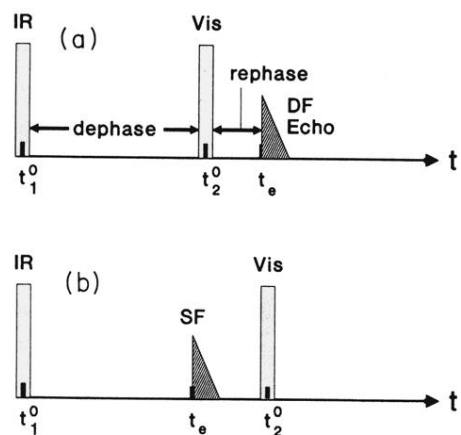 IR
(a)
Vis
rephase
dephase
DF
Echo
t₁⁰
t₂⁰
tₑ
t
IR
(b)
Vis
SF
t₁⁰
tₑ
t₂⁰
t